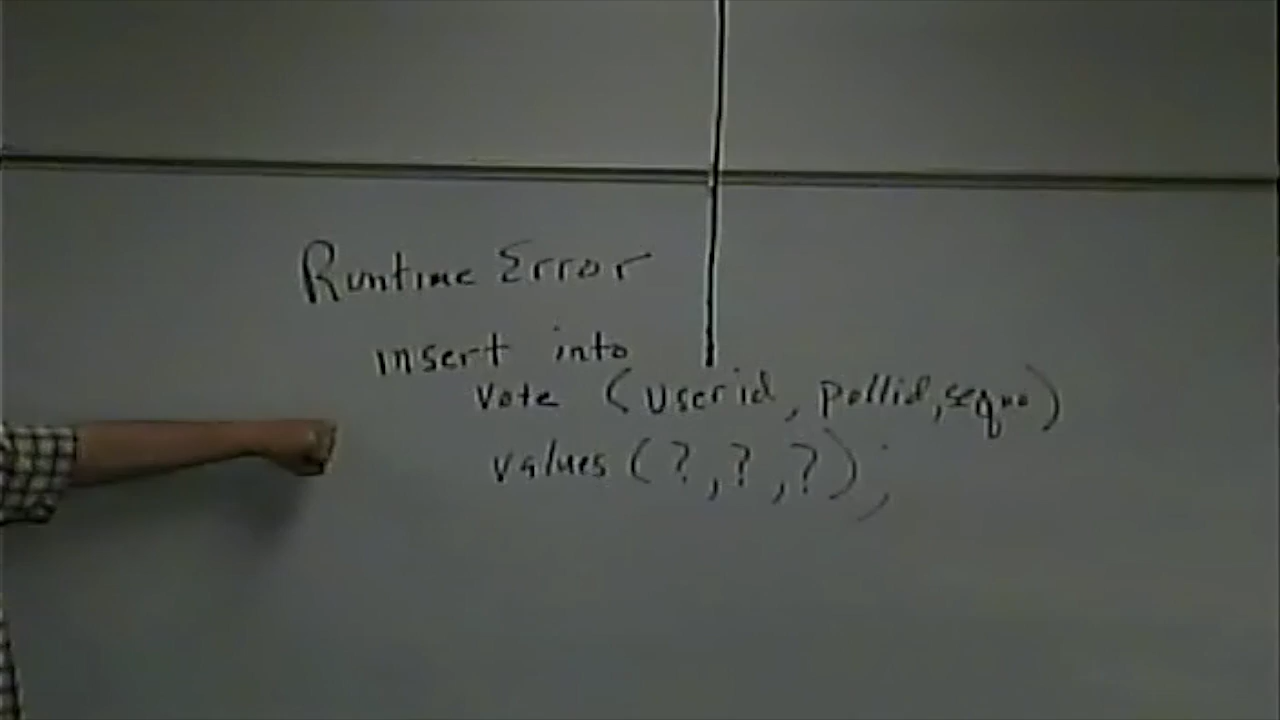 Runtime Error
insert into
vote (userid, pollid, seqno)
values (?, ?, ?);